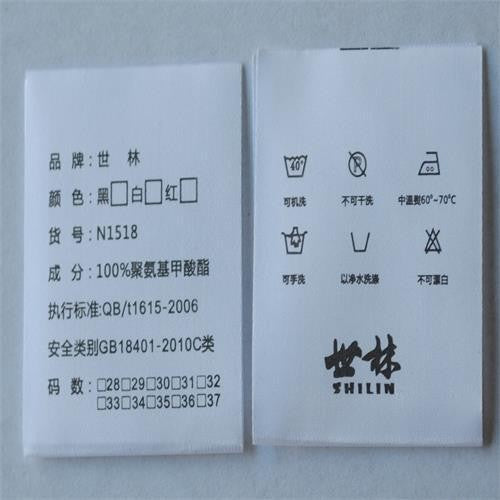 品 牌:世 林
颜 色:黑□白□红□
货 号:N1518
成 分:100%聚氨基甲酸酯
执行标准:QB/t1615-2006
安全类别GB18401-2010C类
码 数:□28□29□30□31□32
□33□34□35□36□37
40°
P
可机洗 不可干洗 中温熨60°~70°C
可手洗 以净水洗涤 不可漂白
世林
SHILIN